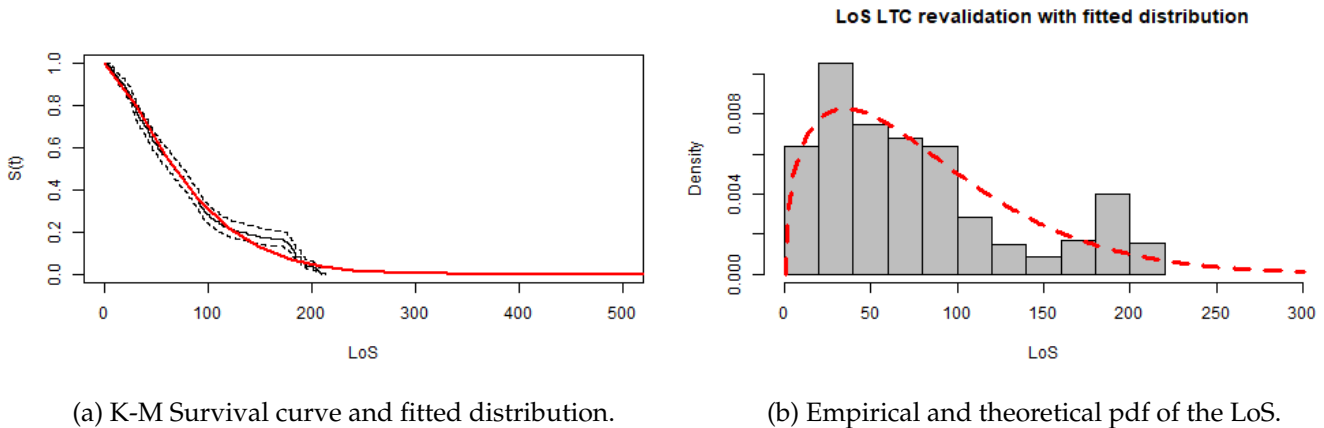 LoS LTC revalidation with fitted distribution
S(t)
0.0 0.2 0.4 0.6 0.8 1.0
0 100 200 300 400 500
LoS
Density
0.000 0.004 0.008
0 50 100 150 200 250 300
LoS
(a) K-M Survival curve and fitted distribution.
(b) Empirical and theoretical pdf of the LoS.